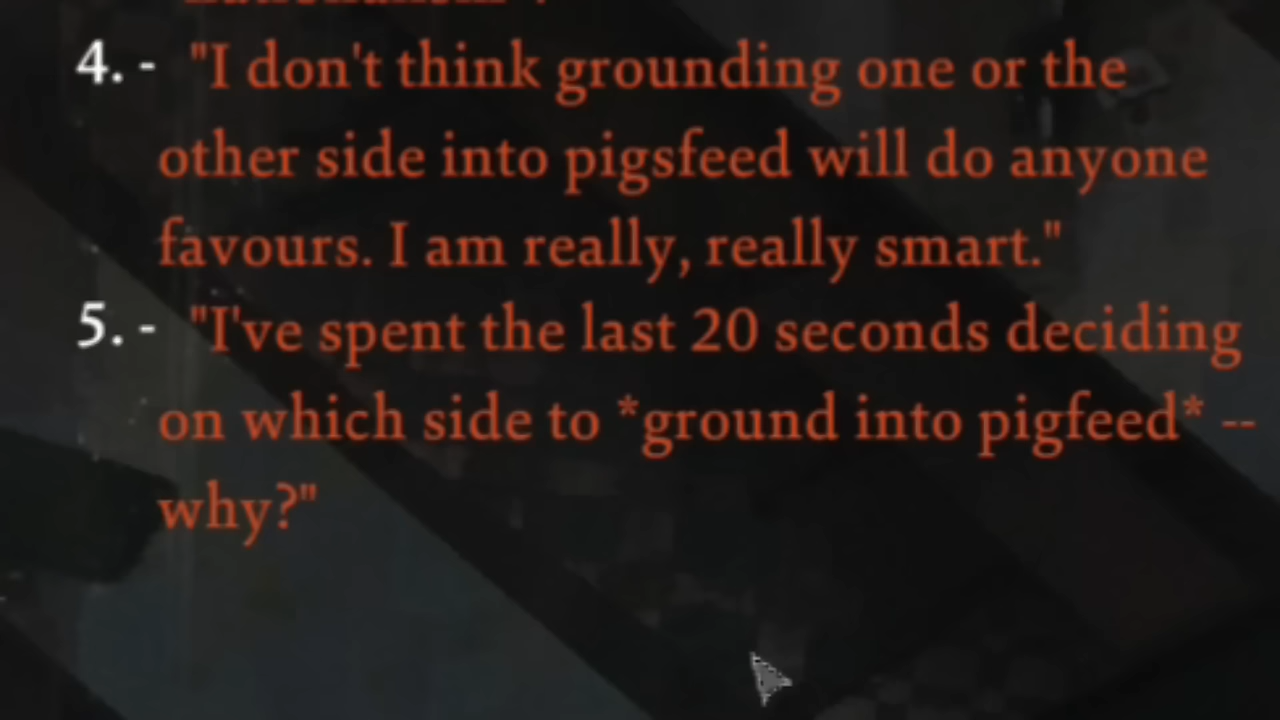 4. - "I don't think grounding one or the
other side into pigsfeed will do anyone
favours. I am really, really smart."
5. - "I've spent the last 20 seconds deciding
on which side to *ground into pigfeed* --
why?"